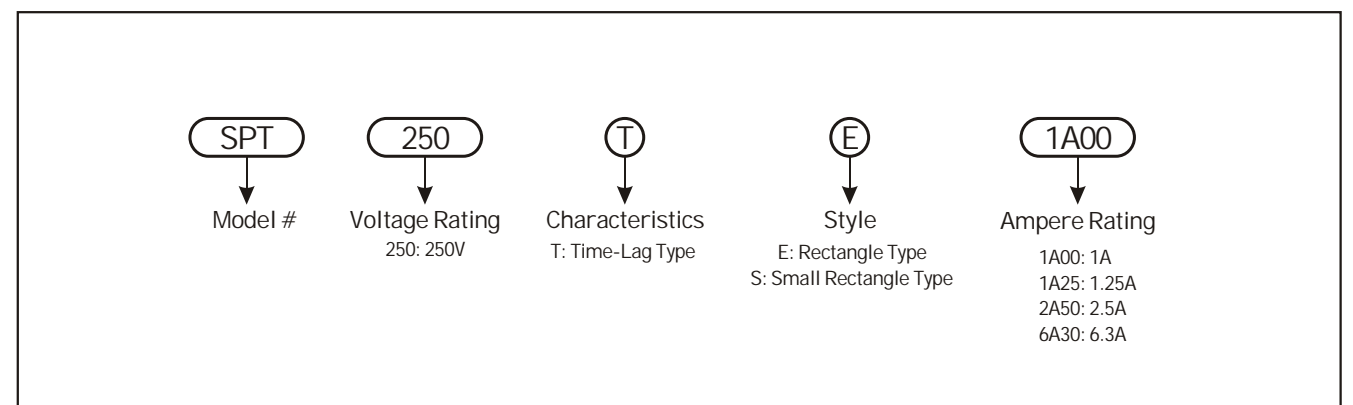 SPT 250 T E 1A00
Model # Voltage Rating Characteristics Style Ampere Rating
250: 250V T: Time-Lag Type E: Rectangle Type 1A00: 1A
S: Small Rectangle Type 1A25: 1.25A
2A50: 2.5A
6A30: 6.3A